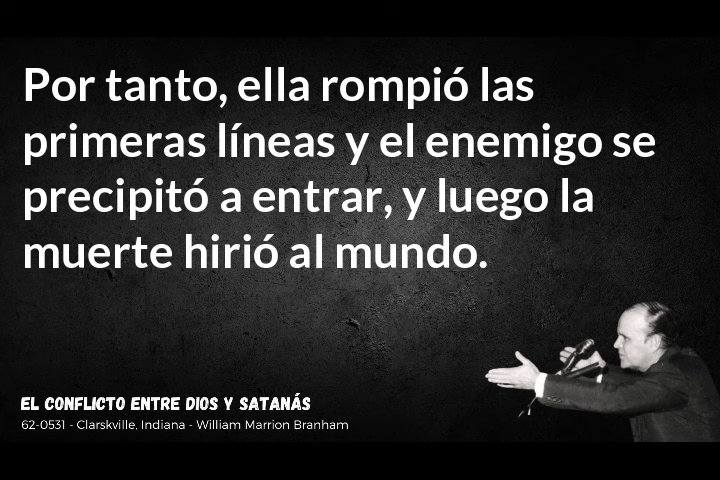 Por tanto, ella rompió las
primeras líneas y el enemigo se
precipitó a entrar, y luego la
muerte hirió al mundo.
EL CONFLICTO ENTRE DIOS Y SATANÁS
62-0531 - Clarskville, Indiana - William Marrion Branham